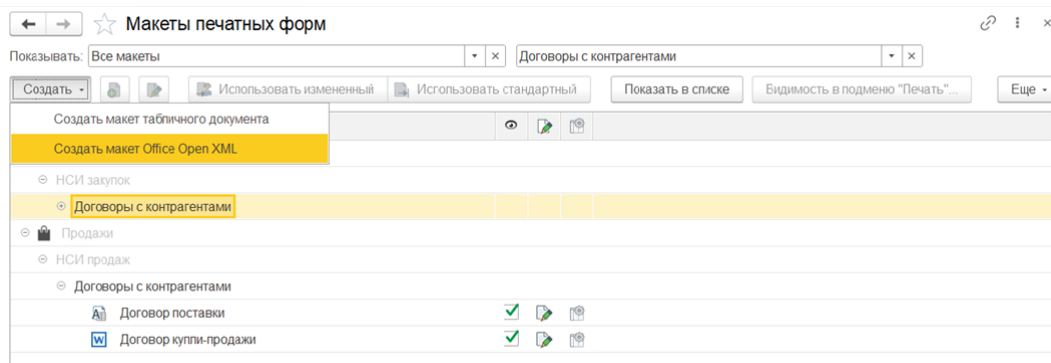 Макеты печатных форм
Показывать: Все макеты Договоры с контрагентами
Создать Использовать измененный Использовать стандартный Показать в списке Видимость в подменю "Печать"... Еще
Создать макет табличного документа
Создать макет Office Open XML
НСИ закупок
Договоры с контрагентами
Продажи
НСИ продаж
Договоры с контрагентами
Договор поставки
Договор куппи-продажи